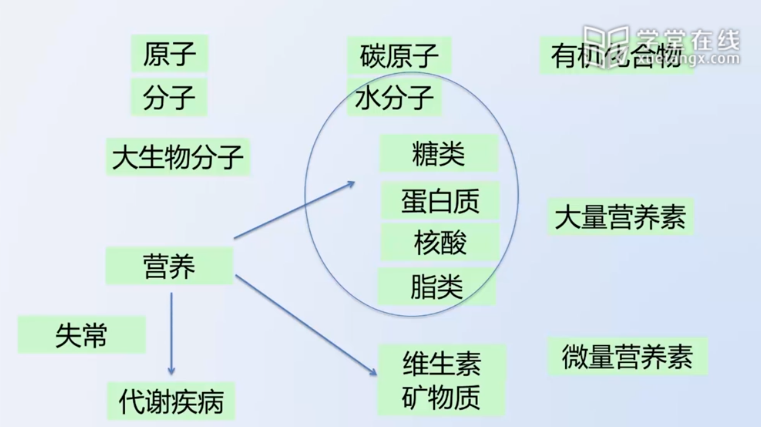 学堂在线
xuetangx.com
原子
碳原子
有机化合物
分子
水分子
大生物分子
糖类
蛋白质
大量营养素
核酸
营养
脂类
失常
维生素
矿物质
微量营养素
代谢疾病